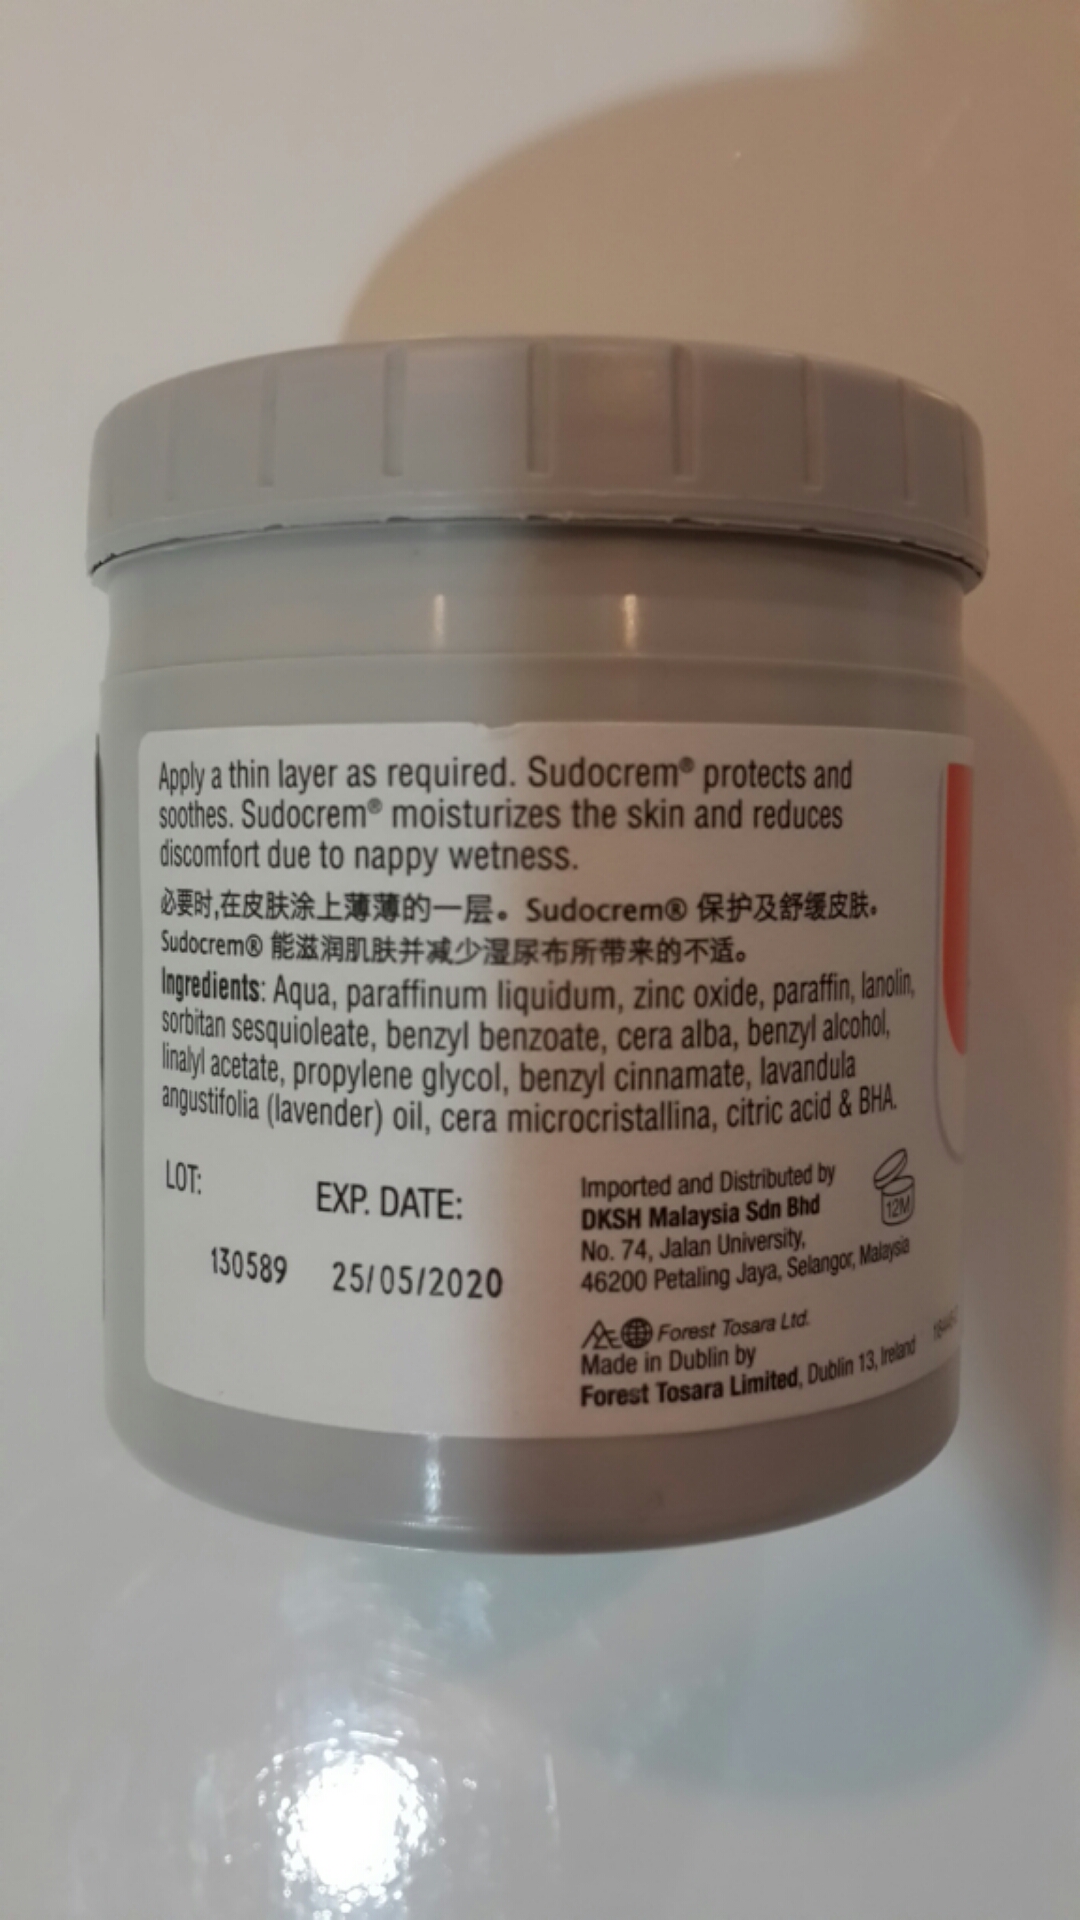 Apply a thin layer as required. Sudocrem® protects and
soothes. Sudocrem® moisturizes the skin and reduces
discomfort due to nappy wetness.
必要时,在皮肤涂上薄薄的一层。Sudocrem® 保护及舒缓皮肤。
Sudocrem® 能滋润肌肤并减少湿尿布所带来的不适。
Ingredients: Aqua, paraffinum liquidum, zinc oxide, paraffin, lanolin,
sorbitan sesquioleate, benzyl benzoate, cera alba, benzyl alcohol,
linalyl acetate, propylene glycol, benzyl cinnamate, lavandula
angustifolia (lavender) oil, cera microcristallina, citric acid & BHA.
LOT:
130589
EXP. DATE:
25/05/2020
Imported and Distributed by
DKSH Malaysia Sdn Bhd
No. 74, Jalan University,
46200 Petaling Jaya, Selangor, Malaysia
12M
Forest Tosara Ltd.
Made in Dublin by
Forest Tosara Limited, Dublin 13, Ireland